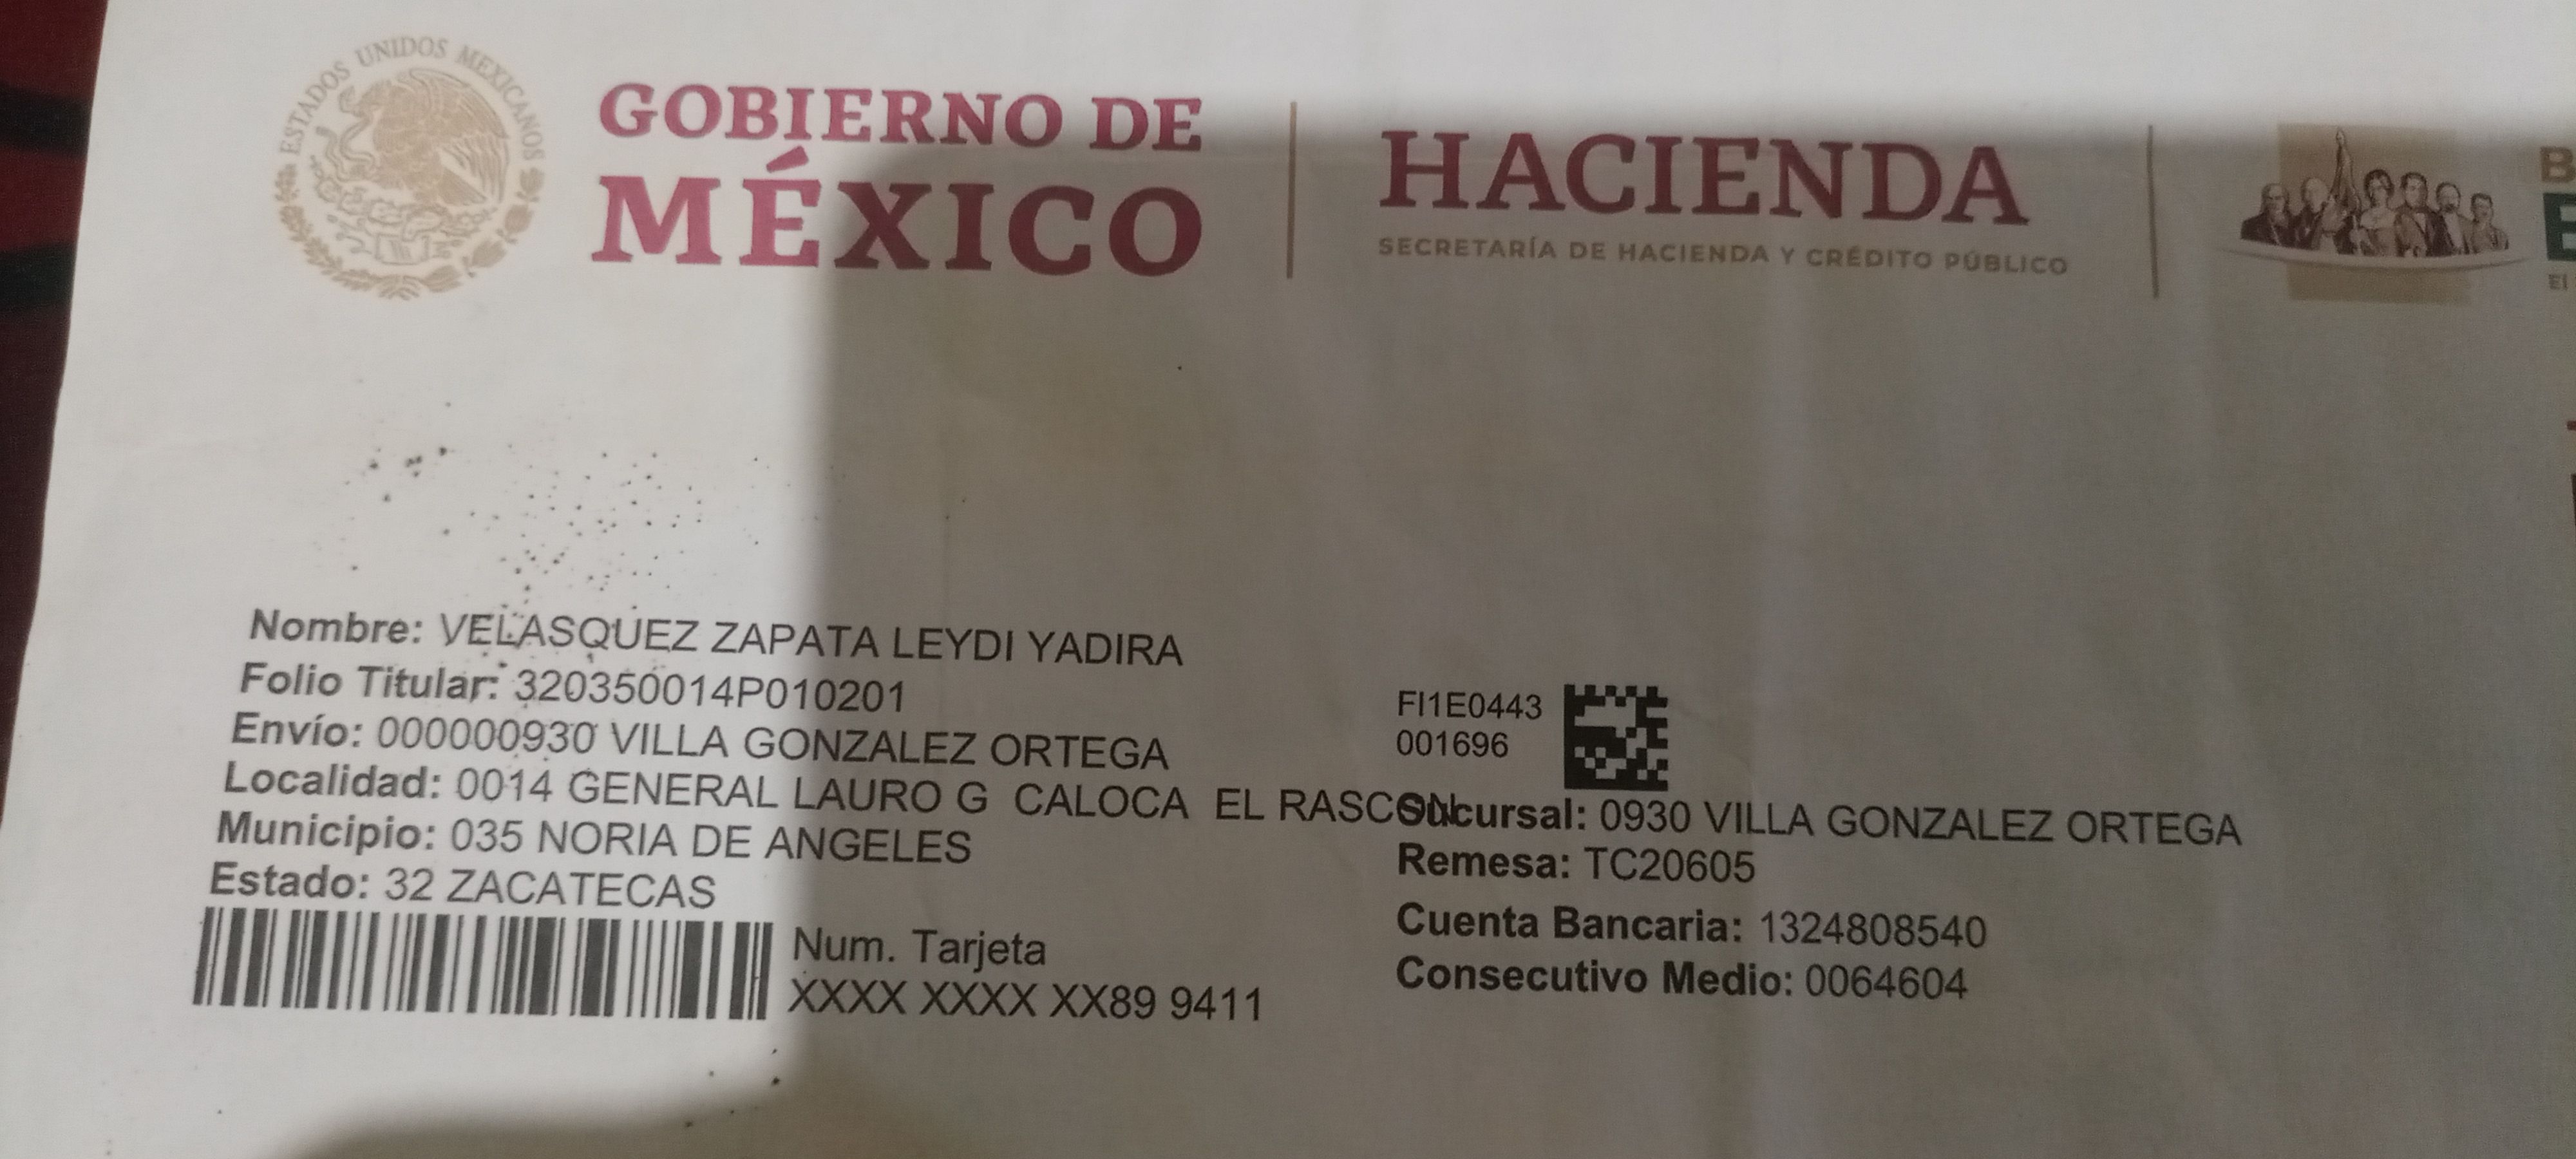 ESTADOS UNIDOS MEXICANOS
GOBIERNO DE
MÉXICO
HACIENDA
SECRETARÍA DE HACIENDA Y CRÉDITO PÚBLICO
Nombre: VELASQUEZ ZAPATA LEYDI YADIRA
Folio Titular: 320350014P010201
Envío: 000000930 VILLA GONZALEZ ORTEGA
Localidad: 0014 GENERAL LAURO G CALOCA EL RASCON
Municipio: 035 NORIA DE ANGELES
Estado: 32 ZACATECAS
Num. Tarjeta
XXXX XXXX XX89 9411
FI1E0443
001696
Sucursal: 0930 VILLA GONZALEZ ORTEGA
Remesa: TC20605
Cuenta Bancaria: 1324808540
Consecutivo Medio: 0064604